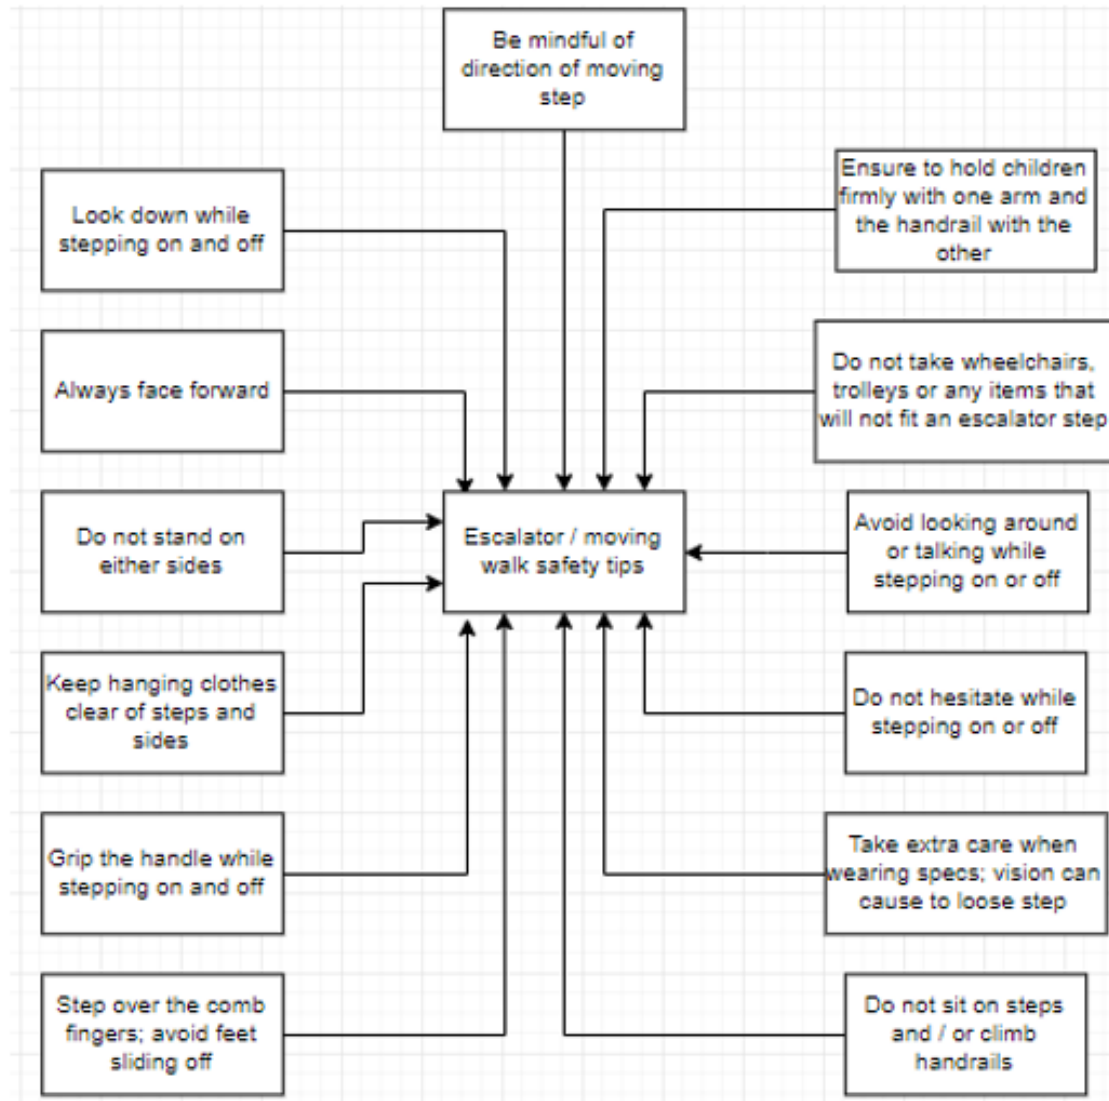 Be mindful of
direction of moving
step
Look down while
stepping on and off
Ensure to hold children
firmly with one arm and
the handrail with the
other
Always face forward
Do not take wheelchairs,
trolleys or any items that
will not fit an escalator step
Do not stand on
either sides
Escalator / moving
walk safety tips
Avoid looking around
or talking while
stepping on or off
Keep hanging clothes
clear of steps and
sides
Do not hesitate while
stepping on or off
Grip the handle while
stepping on and off
Take extra care when
wearing specs; vision can
cause to loose step
Step over the comb
fingers; avoid feet
sliding off
Do not sit on steps
and / or climb
handrails